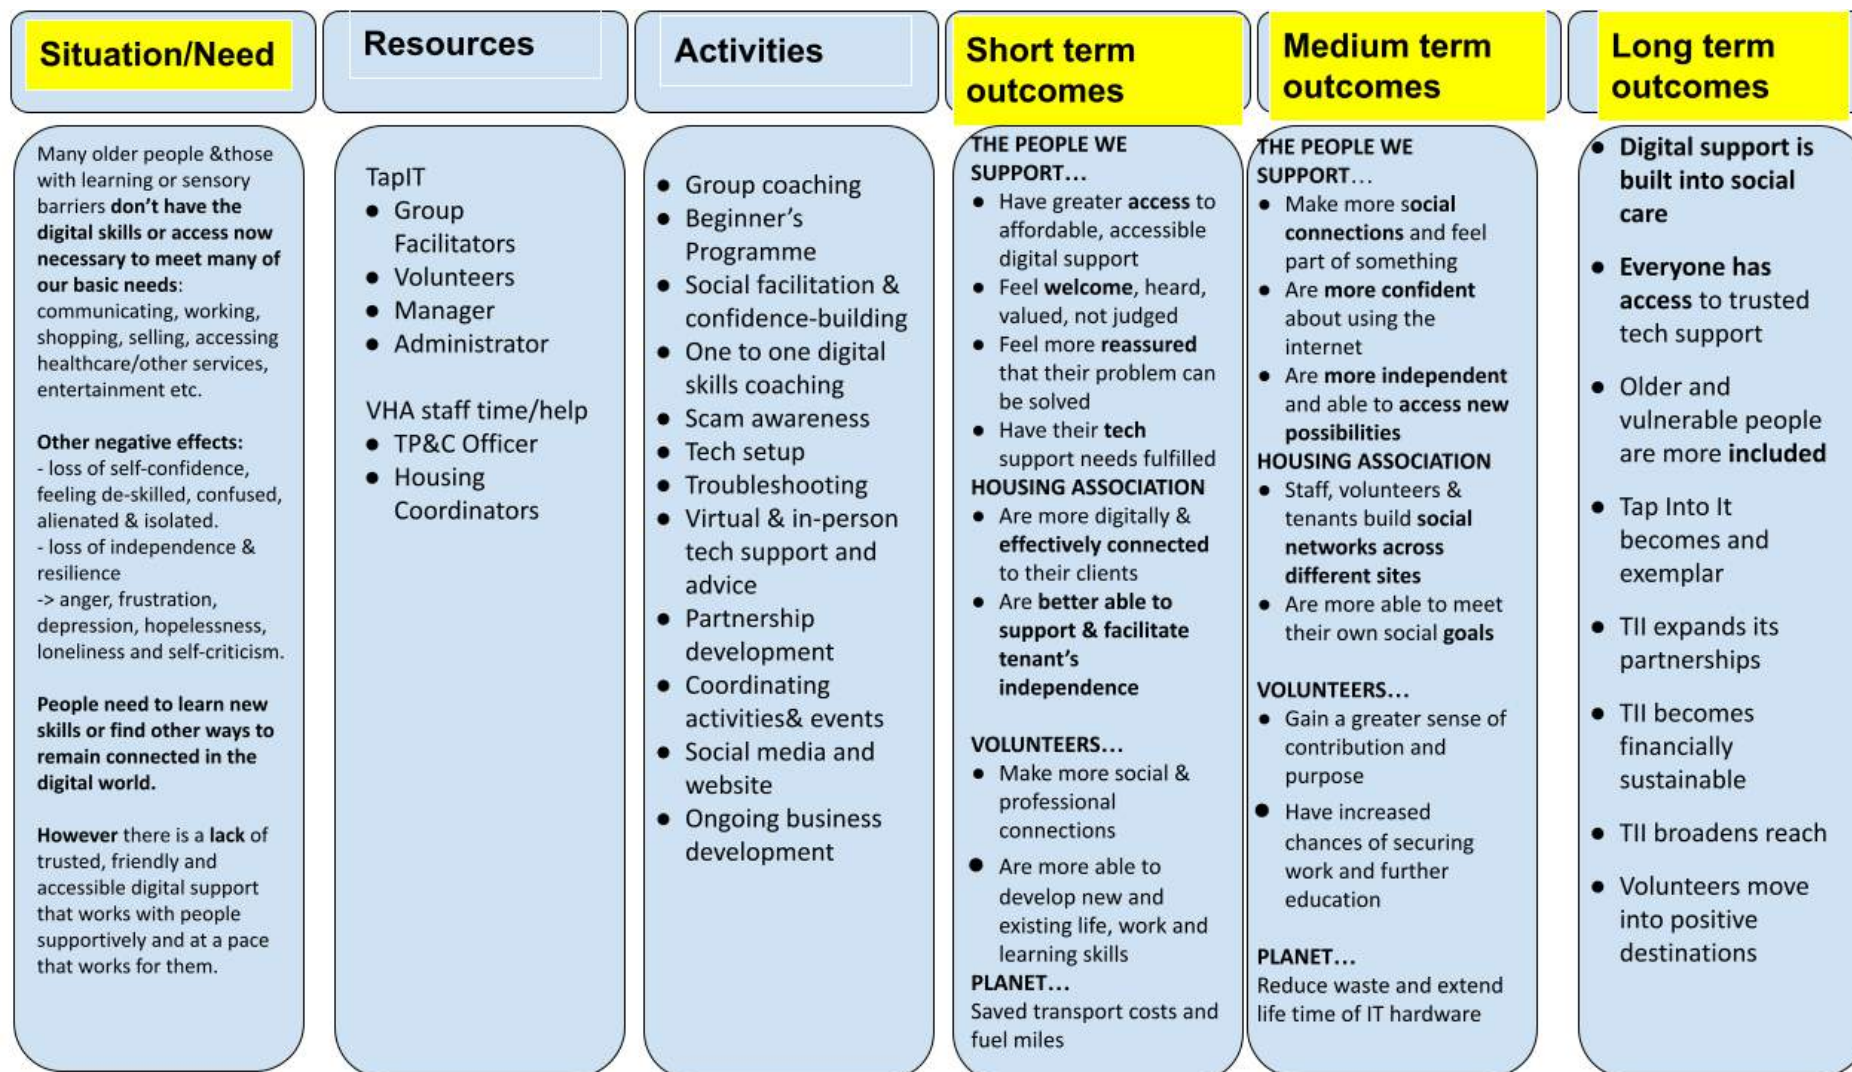 Situation/Need
Many older people &those
with learning or sensory
barriers don't have the
digital skills or access now
necessary to meet many of
our basic needs:
communicating, working,
shopping, selling, accessing
healthcare/other services,
entertainment etc.
Other negative effects:
- loss of self-confidence,
feeling de-skilled, confused,
alienated & isolated.
- loss of independence &
resilience
-> anger, frustration,
depression, hopelessness,
loneliness and self-criticism.
People need to learn new
skills or find other ways to
remain connected in the
digital world.
However there is a lack of
trusted, friendly and
accessible digital support
that works with people
supportively and at a pace
that works for them.
Resources
TapIT
● Group
Facilitators
● Volunteers
● Manager
● Administrator
VHA staff time/help
● TP&C Officer
● Housing
Coordinators
Activities
● Group coaching
● Beginner's
Programme
● Social facilitation &
confidence-building
● One to one digital
skills coaching
● Scam awareness
● Tech setup
● Troubleshooting
● Virtual & in-person
tech support and
advice
● Partnership
development
● Coordinating
activities& events
● Social media and
website
● Ongoing business
development
Short term
outcomes
THE PEOPLE WE
SUPPORT...
● Have greater access to
affordable, accessible
digital support
● Feel welcome, heard,
valued, not judged
● Feel more reassured
that their problem can
be solved
● Have their tech
support needs fulfilled
HOUSING ASSOCIATION
● Are more digitally &
effectively connected
to their clients
● Are better able to
support & facilitate
tenant's
independence
VOLUNTEERS...
● Make more social &
professional
connections
● Are more able to
develop new and
existing life, work and
learning skills
PLANET...
Saved transport costs and
fuel miles
Medium term
outcomes
THE PEOPLE WE
SUPPORT...
● Make more social
connections and feel
part of something
● Are more confident
about using the
internet
● Are more independent
and able to access new
possibilities
HOUSING ASSOCIATION
● Staff, volunteers &
tenants build social
networks across
different sites
● Are more able to meet
their own social goals
VOLUNTEERS...
● Gain a greater sense of
contribution and
purpose
● Have increased
chances of securing
work and further
education
PLANET...
Reduce waste and extend
life time of IT hardware
Long term
outcomes
● Digital support is
built into social
care
● Everyone has
access to trusted
tech support
● Older and
vulnerable people
are more included
● Tap Into It
becomes and
exemplar
● TII expands its
partnerships
● TII becomes
financially
sustainable
● TII broadens reach
● Volunteers move
into positive
destinations